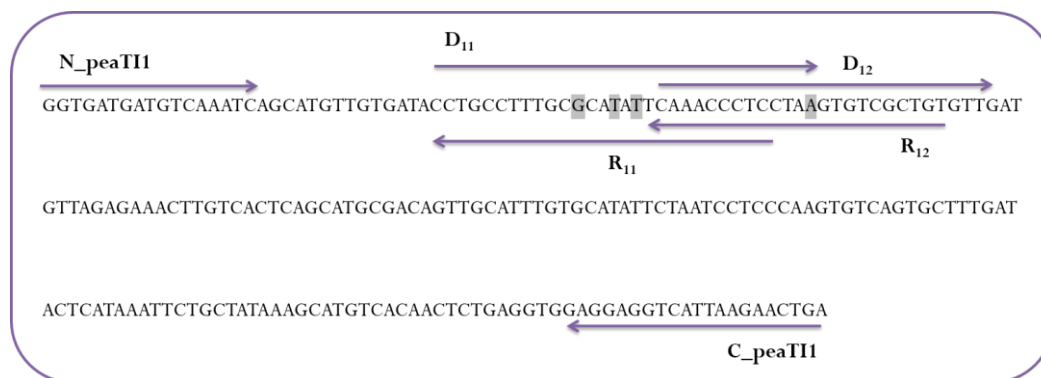 D11
N_peaTI1
D12
GGTGATGATGTCAAATCAGCATGTTGTGATACCTGCCTTTGCGCATATTCAAACCCTCCTAAGTGTCGCTGTGTTGAT
R12
R11
GTTAGAGAAACTTGTCACTCAGCATGCGACAGTTGCATTTGTGCATATTCTAATCCTCCCAAGTGTCAGTGCTTTGAT
ACTCATAAATTCTGCTATAAAGCATGTCACAACTCTGAGGTGGAGGAGGTCATTAAGAACTGA
C_peaTI1